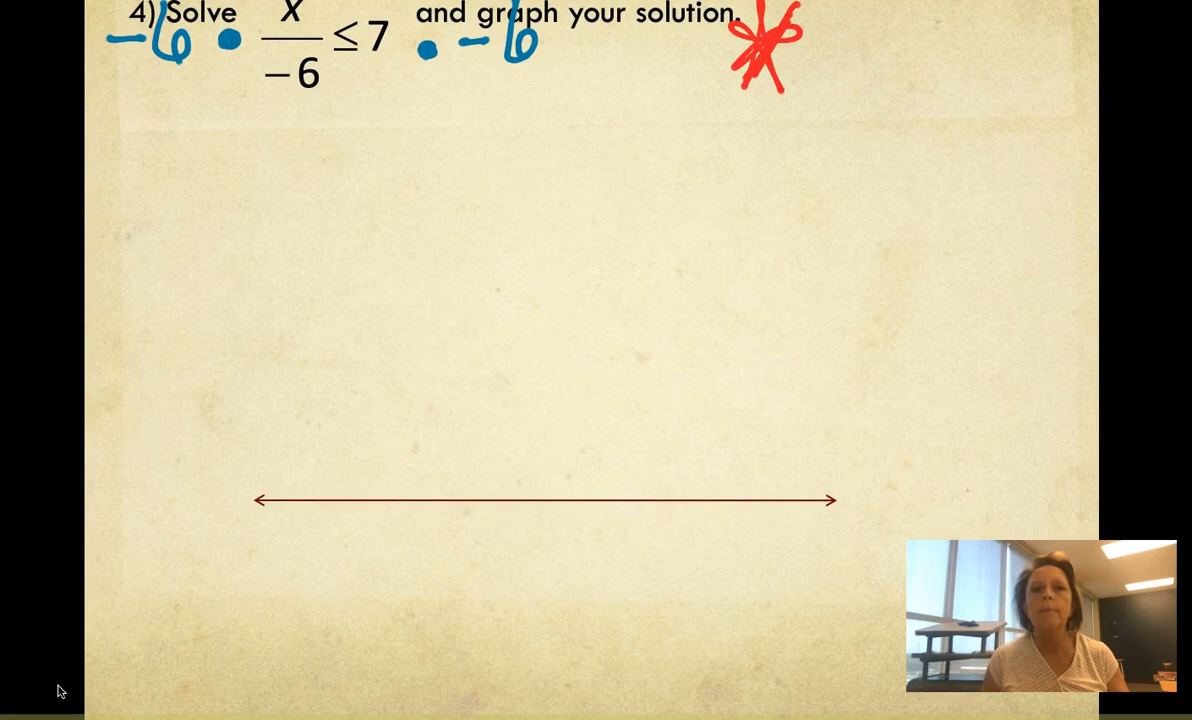 4) Solve x/−6 ≤ 7 and graph your solution.
−6 • • −6